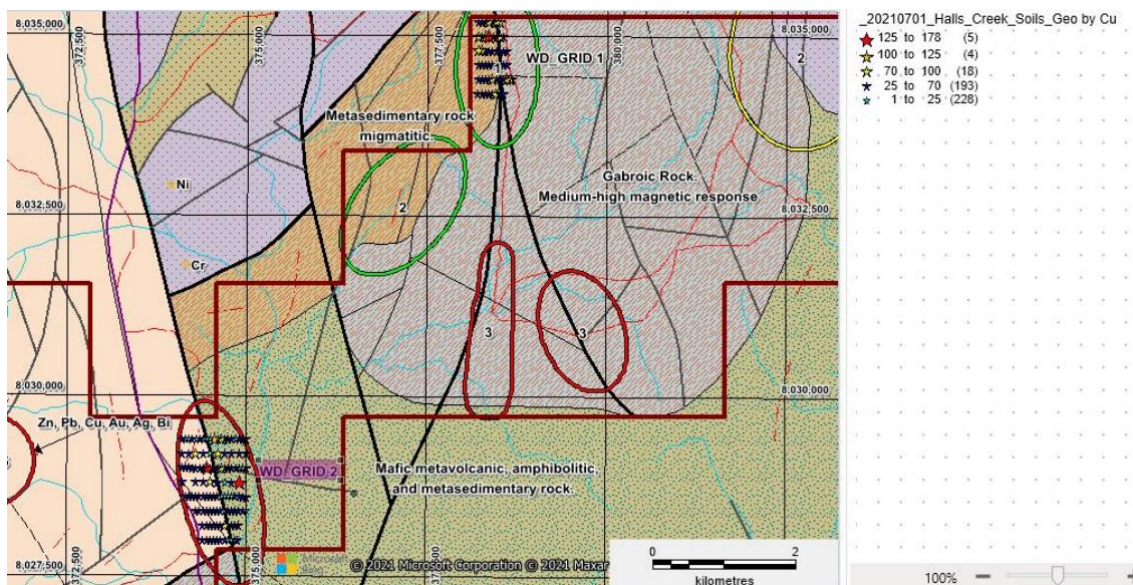 8,035,000
372,500
375,000
377,500
380,000
8,035,000
1
WD_GRID 1
2
Metasedimentary rock
migmatitic.
Gabroic Rock.
Medium-high magnetic response
Ni
2
8,032,500
8,032,500
Cr
3
3
8,030,000
8,030,000
Zn, Pb, Cu, Au, Ag, Bi
WD_GRID 2
Mafic metavolcanic, amphibolitic,
and metasedimentary rock.
8,027,500
372,500
375,000
© 2021 Microsoft Corporation © 2021 Maxar
0 2
kilometres
_20210701_Halls_Creek_Soils_Geo by Cu
125 to 178 (5)
100 to 125 (4)
70 to 100 (18)
25 to 70 (193)
1 to 25 (228)
100%